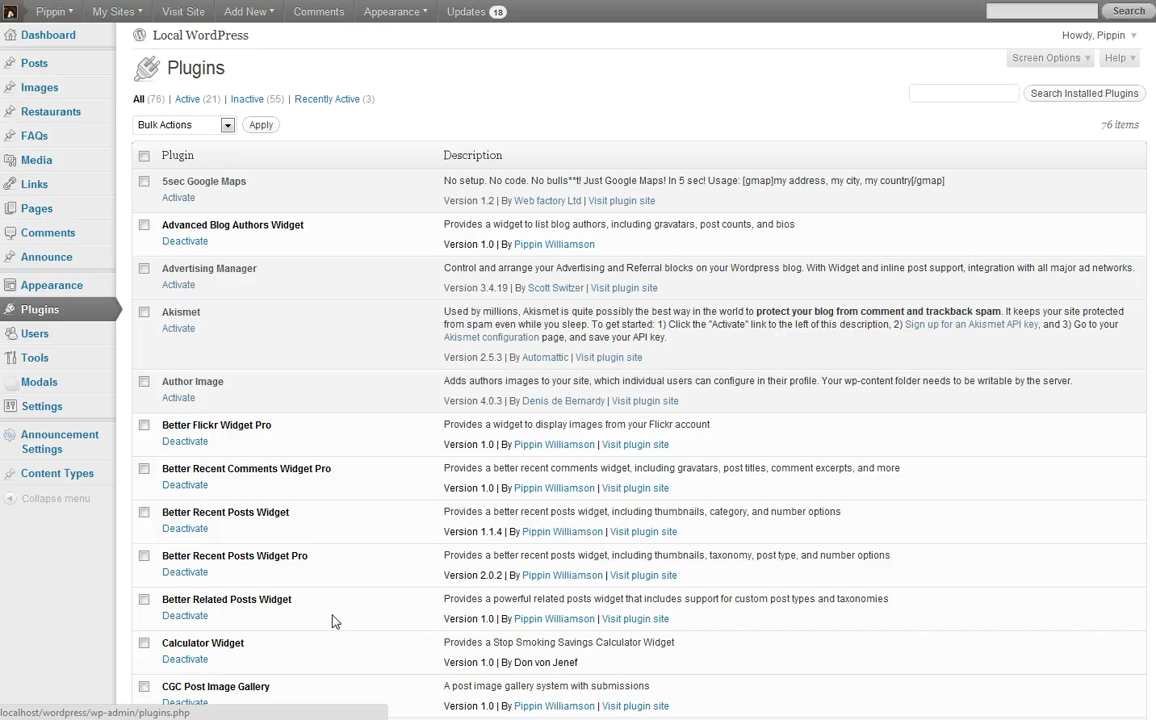 Pippin My Sites Visit Site Add New Comments Appearance Updates 18 Search
Dashboard
Posts
Images
Restaurants
FAQs
Media
Links
Pages
Comments
Announce
Appearance
Plugins
Users
Tools
Modals
Settings
Announcement
Settings
Content Types
Collapse menu
Local WordPress
Howdy, Pippin
Screen Options Help
Plugins
All (76) | Active (21) | Inactive (55) | Recently Active (3)
Search Installed Plugins
Bulk Actions Apply
76 items
Plugin Description
5sec Google Maps No setup. No code. No bulls**t! Just Google Maps! In 5 sec! Usage: [gmap]my address, my city, my country[/gmap]
Activate Version 1.2 | By Web factory Ltd | Visit plugin site
Advanced Blog Authors Widget Provides a widget to list blog authors, including gravatars, post counts, and bios
Deactivate Version 1.0 | By Pippin Williamson
Advertising Manager Control and arrange your Advertising and Referral blocks on your Wordpress blog. With Widget and inline post support, integration with all major ad networks.
Activate Version 3.4.19 | By Scott Switzer | Visit plugin site
Akismet Used by millions, Akismet is quite possibly the best way in the world to protect your blog from comment and trackback spam. It keeps your site protected
Activate from spam even while you sleep. To get started: 1) Click the "Activate" link to the left of this description, 2) Sign up for an Akismet API key, and 3) Go to your
Akismet configuration page, and save your API key.
Version 2.5.3 | By Automattic | Visit plugin site
Author Image Adds authors images to your site, which individual users can configure in their profile. Your wp-content folder needs to be writable by the server.
Activate Version 4.0.3 | By Denis de Bernardy | Visit plugin site
Better Flickr Widget Pro Provides a widget to display images from your Flickr account
Deactivate Version 1.0 | By Pippin Williamson | Visit plugin site
Better Recent Comments Widget Pro Provides a better recent comments widget, including gravatars, post titles, comment excerpts, and more
Deactivate Version 1.0 | By Pippin Williamson | Visit plugin site
Better Recent Posts Widget Provides a better recent posts widget, including thumbnails, category, and number options
Deactivate Version 1.1.4 | By Pippin Williamson | Visit plugin site
Better Recent Posts Widget Pro Provides a better recent posts widget, including thumbnails, taxonomy, post type, and number options
Deactivate Version 2.0.2 | By Pippin Williamson | Visit plugin site
Better Related Posts Widget Provides a powerful related posts widget that includes support for custom post types and taxonomies
Deactivate Version 1.0 | By Pippin Williamson | Visit plugin site
Calculator Widget Provides a Stop Smoking Savings Calculator Widget
Deactivate Version 1.0 | By Don von Jenef
CGC Post Image Gallery A post image gallery system with submissions
Deactivate Version 1.0 | By Pippin Williamson | Visit plugin site
localhost/wordpress/wp-admin/plugins.php